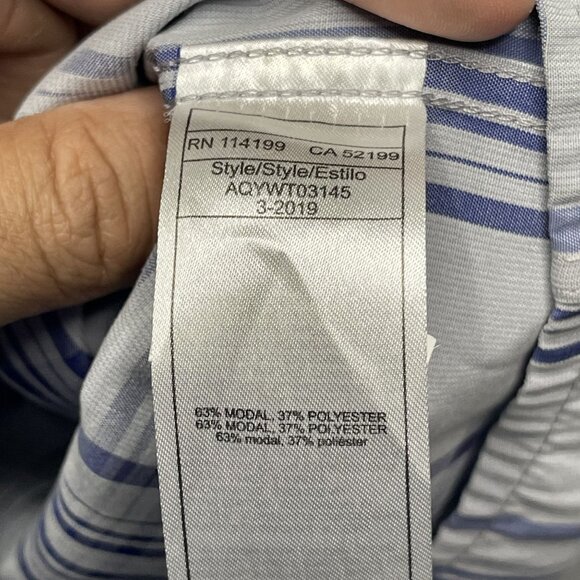 RN 114199 CA 52199
Style/Style/Estilo
AQYWT03145
3-2019
63% MODAL, 37% POLYESTER
63% MODAL, 37% POLYESTER
63% modal, 37% poliéster